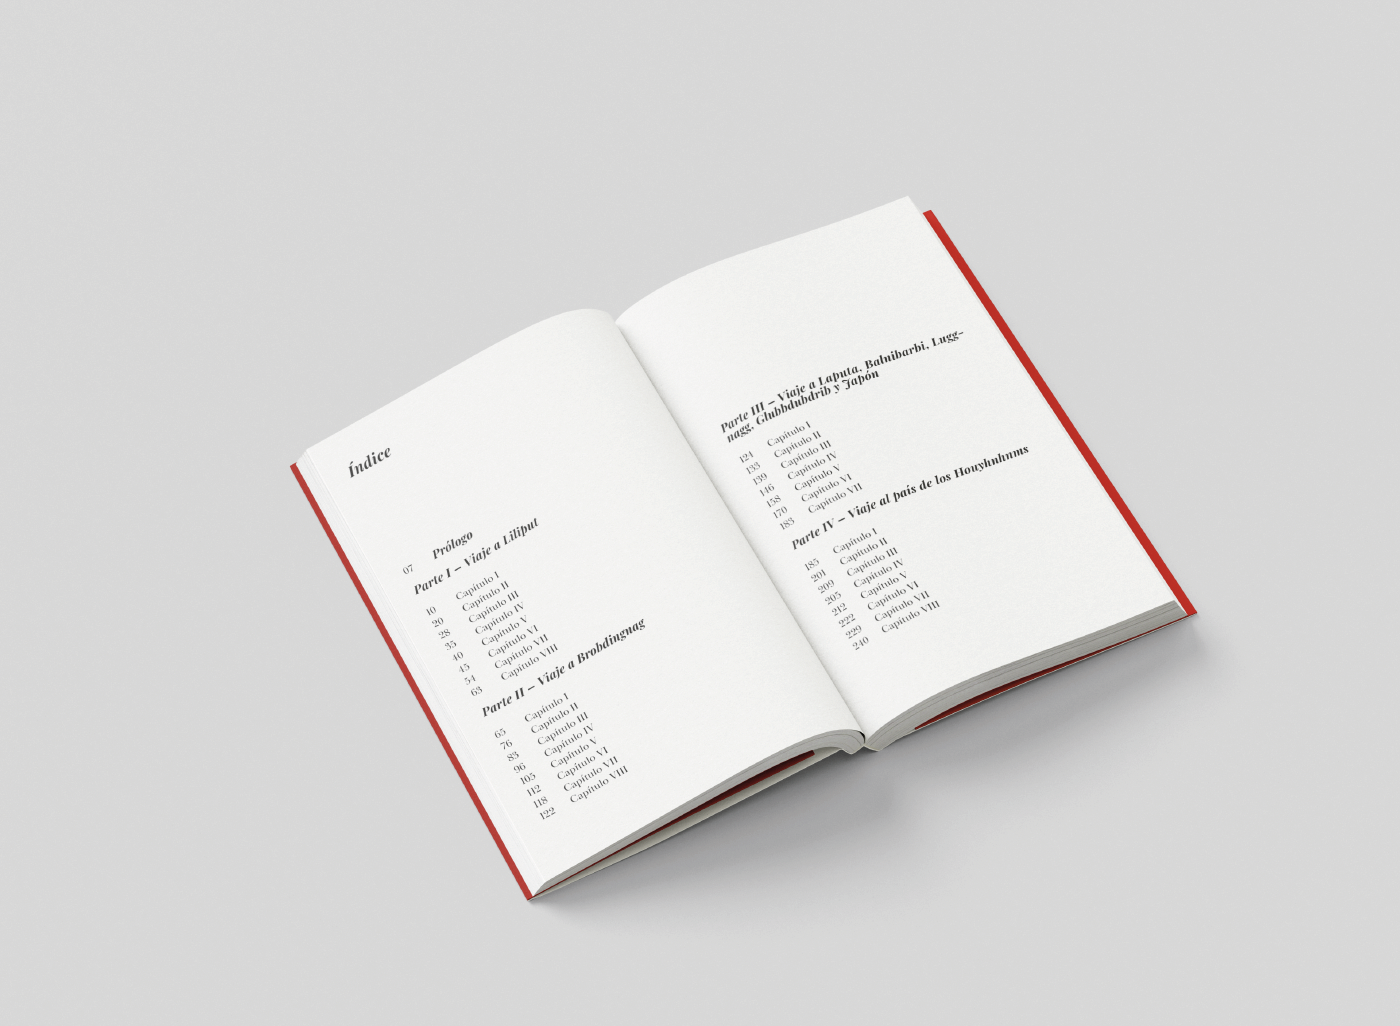 Índice
07 Prólogo
Parte I – Viaje a Liliput
10 Capítulo I
20 Capítulo II
28 Capítulo III
35 Capítulo IV
40 Capítulo V
45 Capítulo VI
54 Capítulo VII
63 Capítulo VIII
Parte II – Viaje a Brobdingnag
65 Capítulo I
76 Capítulo II
83 Capítulo III
96 Capítulo IV
105 Capítulo V
112 Capítulo VI
118 Capítulo VII
122 Capítulo VIII
Parte III – Viaje a Laputa, Balnibarbi, Lugg-
nagg, Glubbdubdrib y Japón
124 Capítulo I
133 Capítulo II
139 Capítulo III
146 Capítulo IV
158 Capítulo V
170 Capítulo VI
183 Capítulo VII
Parte IV – Viaje al país de los Houyhnhnms
185 Capítulo I
201 Capítulo II
209 Capítulo III
205 Capítulo IV
212 Capítulo V
222 Capítulo VI
229 Capítulo VII
240 Capítulo VIII